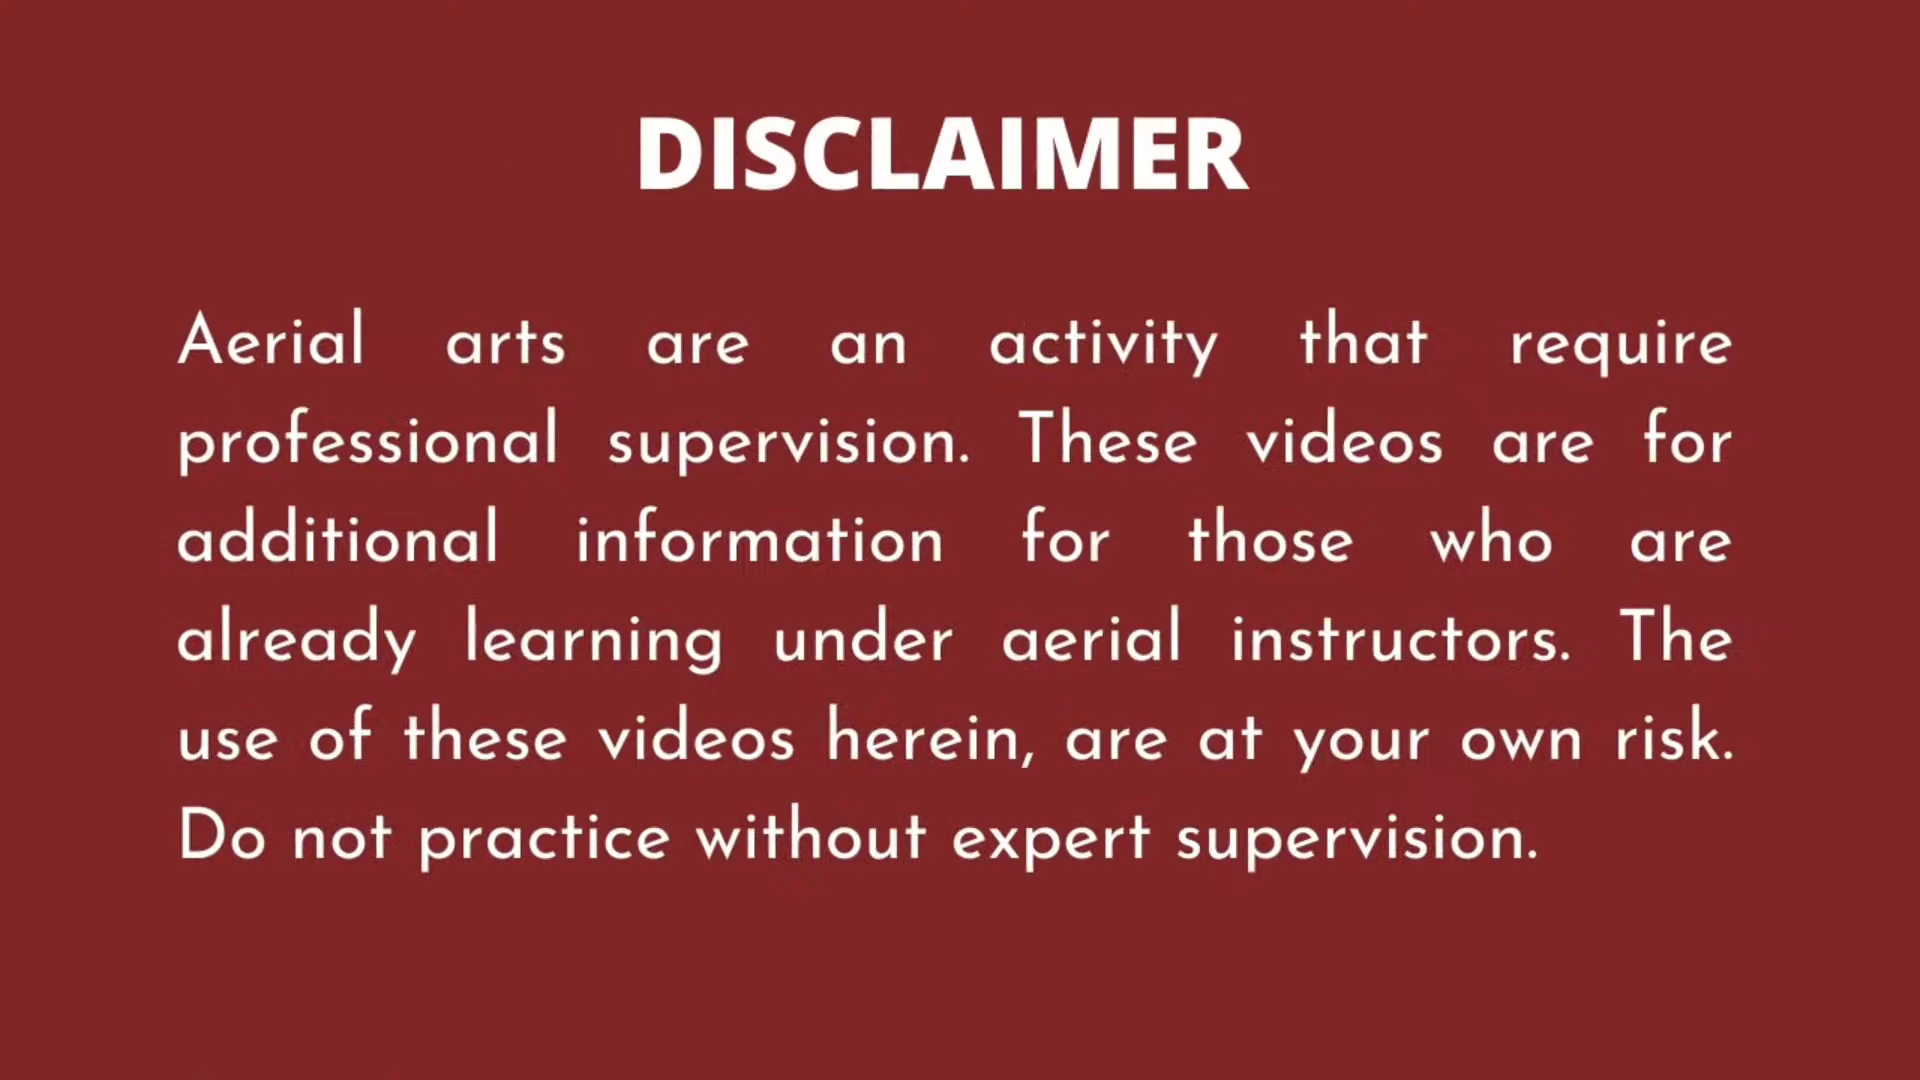 DISCLAIMER
Aerial arts are an activity that require
professional supervision. These videos are for
additional information for those who are
already learning under aerial instructors. The
use of these videos herein, are at your own risk.
Do not practice without expert supervision.